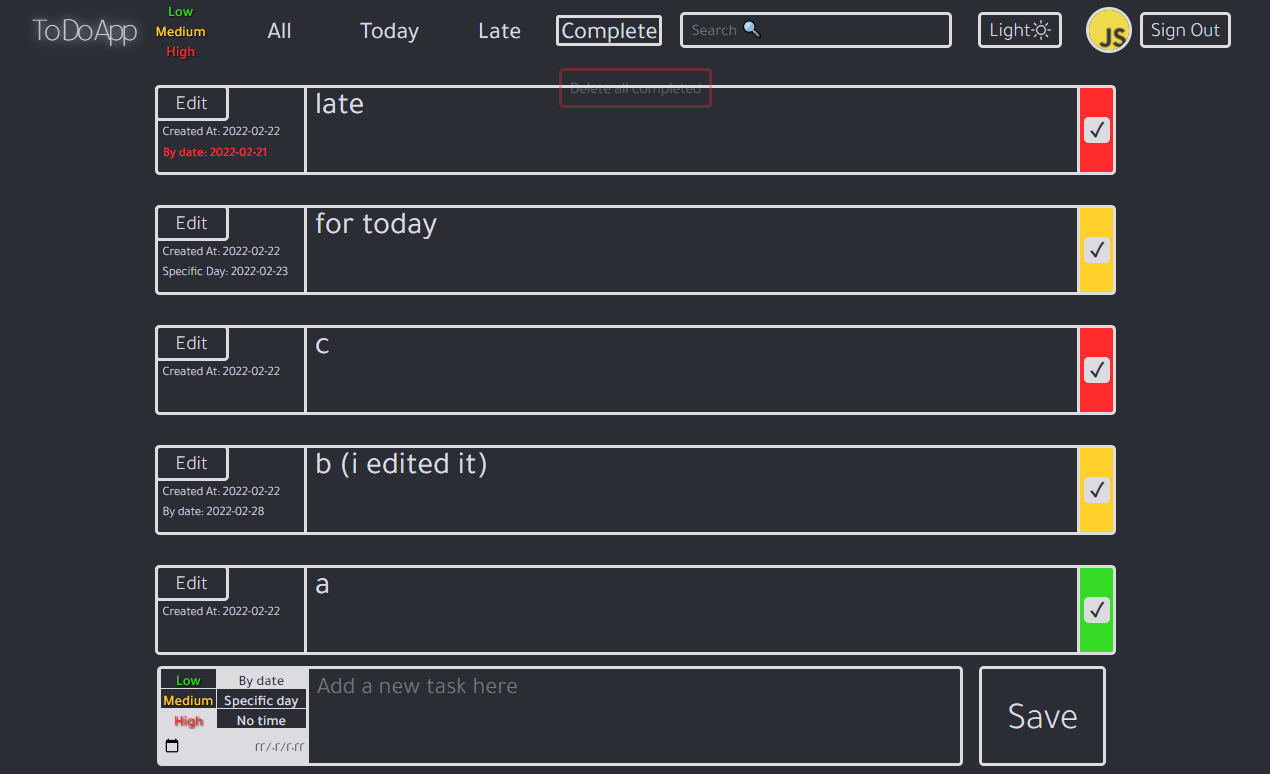 ToDoApp
Low
Medium
High
All
Today
Late
Complete
Search 🔍
Light
JS
Sign Out
Delete all completed
Edit
late
Created At: 2022-02-22
By date: 2022-02-21
✓
Edit
for today
Created At: 2022-02-22
Specific Day: 2022-02-23
✓
Edit
c
Created At: 2022-02-22
✓
Edit
b (i edited it)
Created At: 2022-02-22
By date: 2022-02-28
✓
Edit
a
Created At: 2022-02-22
✓
Low
Medium
High
By date
Specific day
No time
Add a new task here
Save